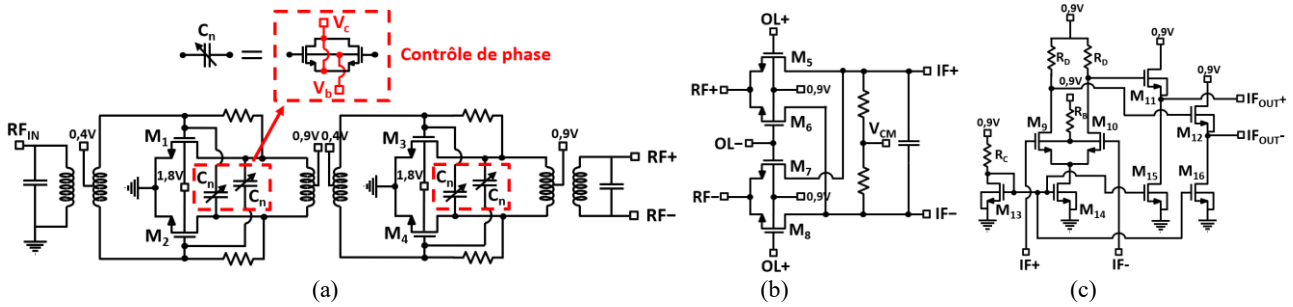 Cn
=
Vc
Vb
Contrôle de phase
RFIN
0,4V
M1
1,8V
M2
Cn
Cn
0,9V
0,4V
M3
1,8V
M4
Cn
Cn
0,9V
RF+
RF−
(a)
OL+
M5
RF+
0,9V
M6
OL−
M7
RF−
0,9V
M8
OL+
VCM
IF+
IF−
(b)
0,9V
RD
RD
0,9V
M11
0,9V
0,9V
RB
M9
M10
M12
IFOUT+
IFOUT-
0,9V
RC
M13
M14
M15
M16
IF+
IF-
(c)